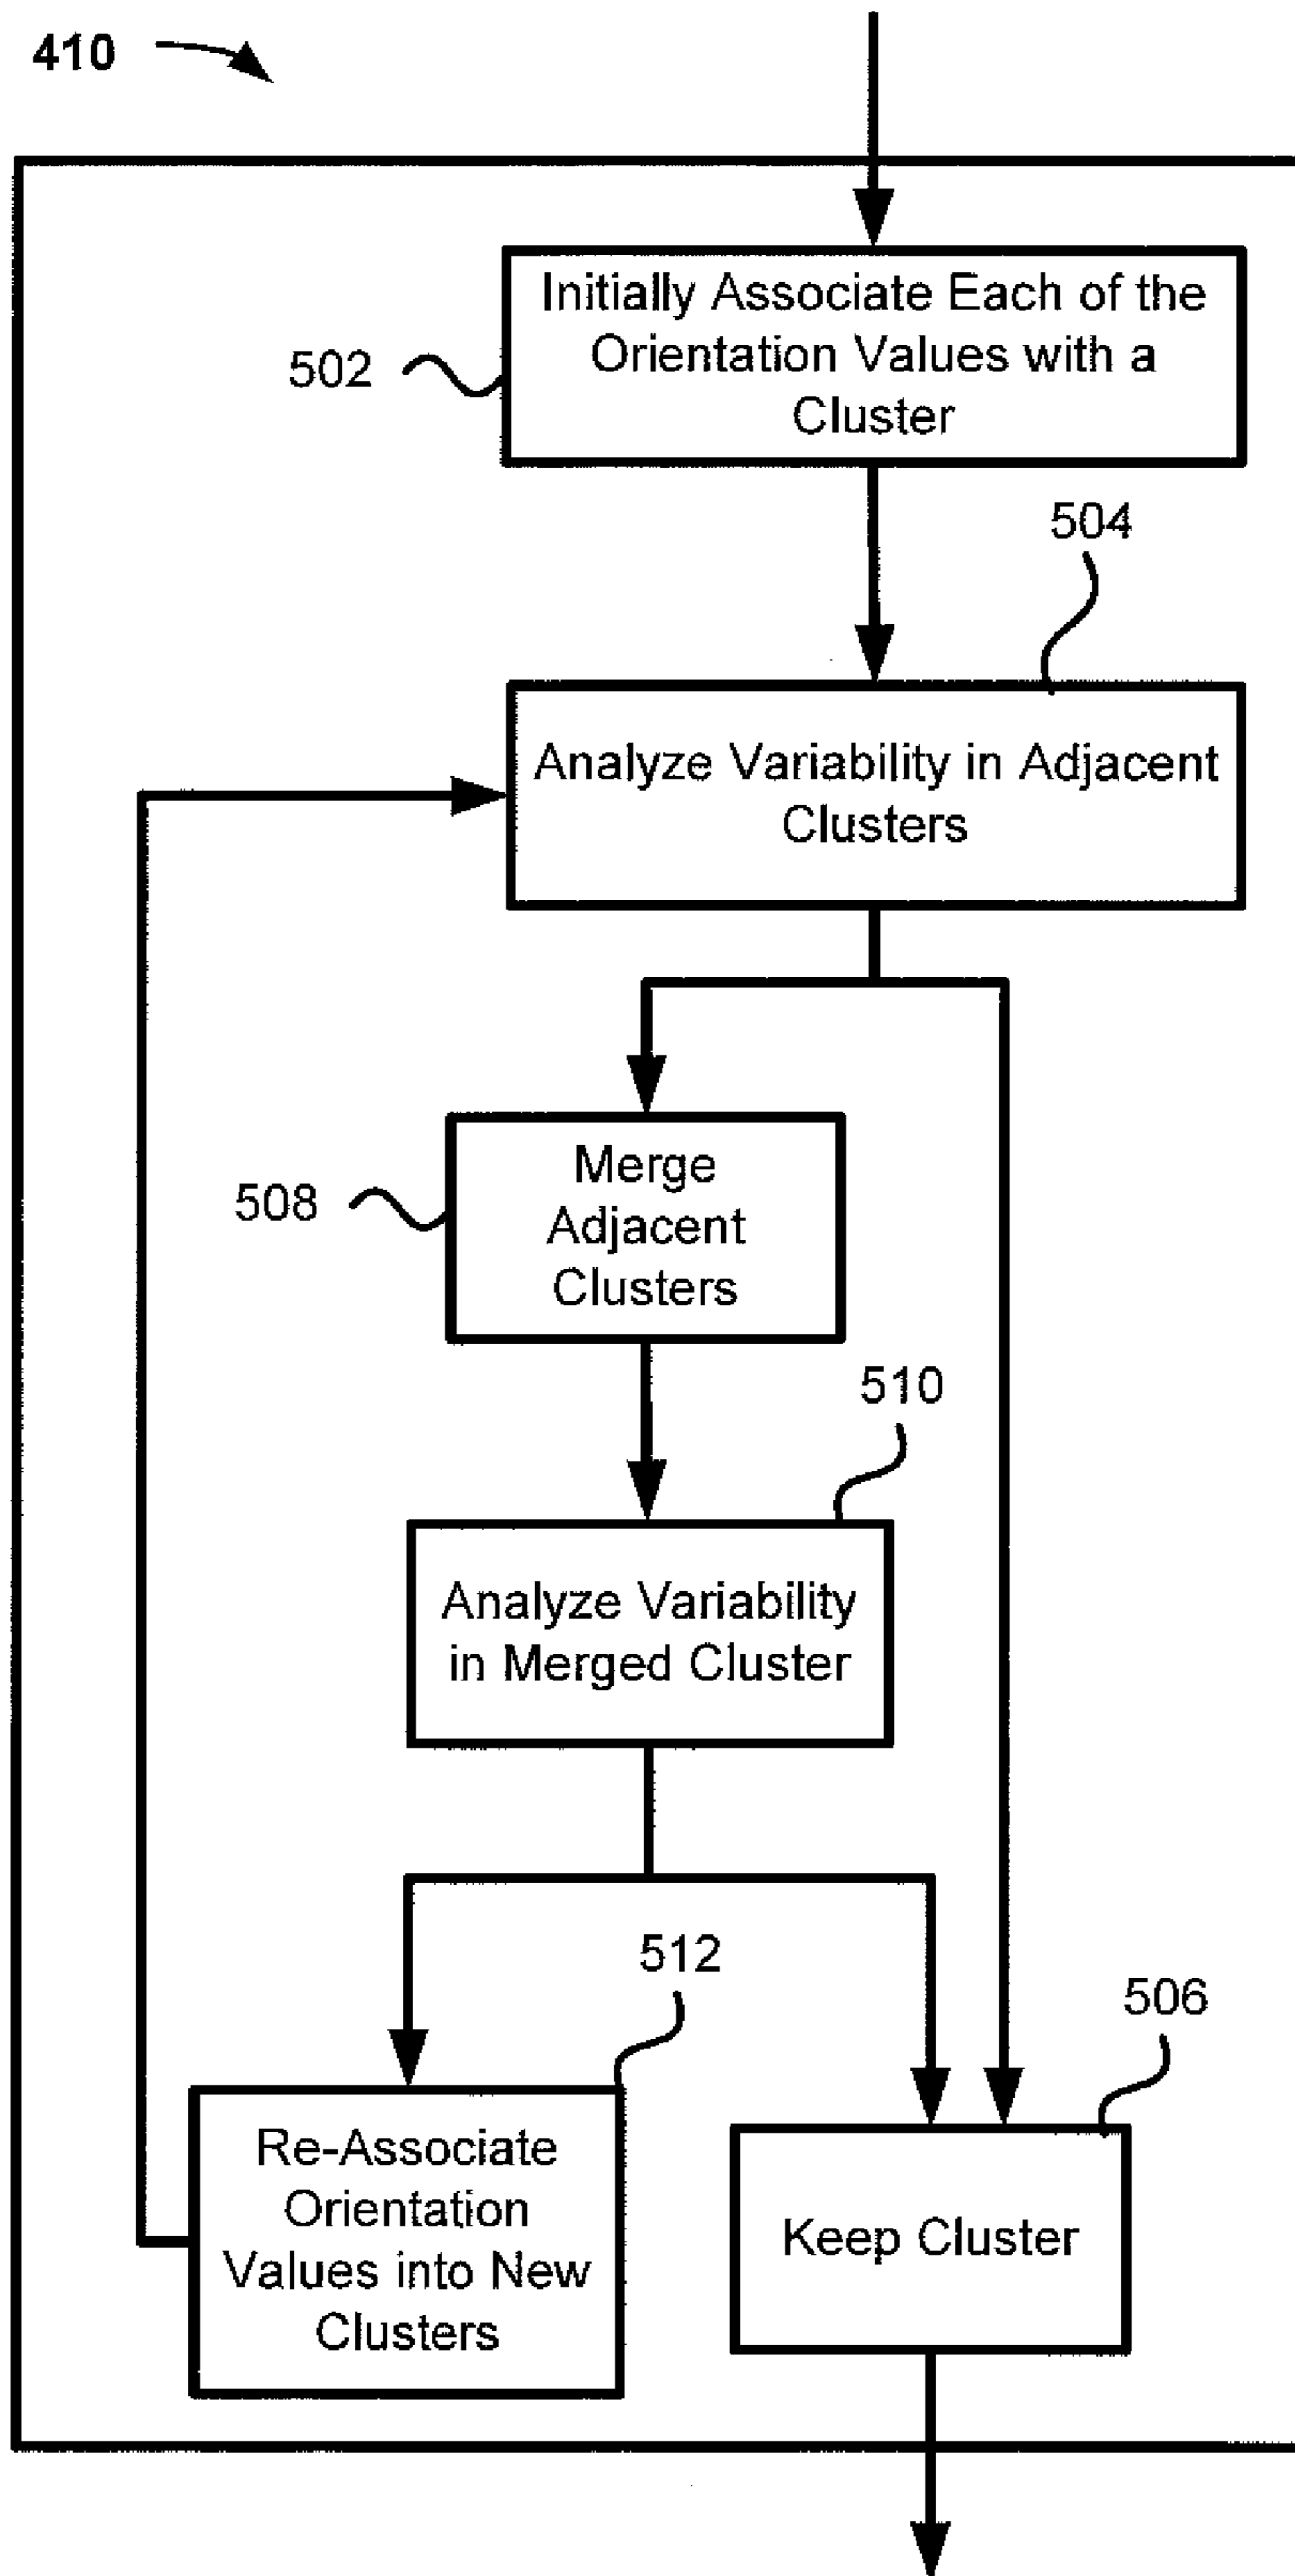 410
Initially Associate Each of the
Orientation Values with a
Cluster
502
504
Analyze Variability in Adjacent
Clusters
Merge
Adjacent
Clusters
508
510
Analyze Variability
in Merged Cluster
512
506
Re-Associate
Orientation
Values into New
Clusters
Keep Cluster